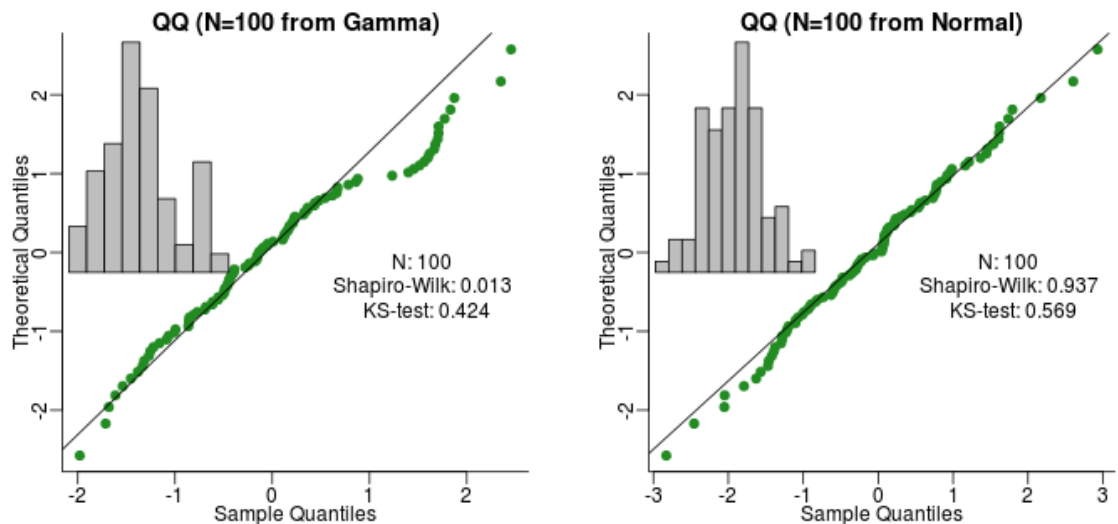 QQ (N=100 from Gamma)
Theoretical Quantiles
2
1
0
-1
-2
N: 100
Shapiro-Wilk: 0.013
KS-test: 0.424
-2 -1 0 1 2
Sample Quantiles
QQ (N=100 from Normal)
Theoretical Quantiles
2
1
0
-1
-2
N: 100
Shapiro-Wilk: 0.937
KS-test: 0.569
-3 -2 -1 0 1 2 3
Sample Quantiles